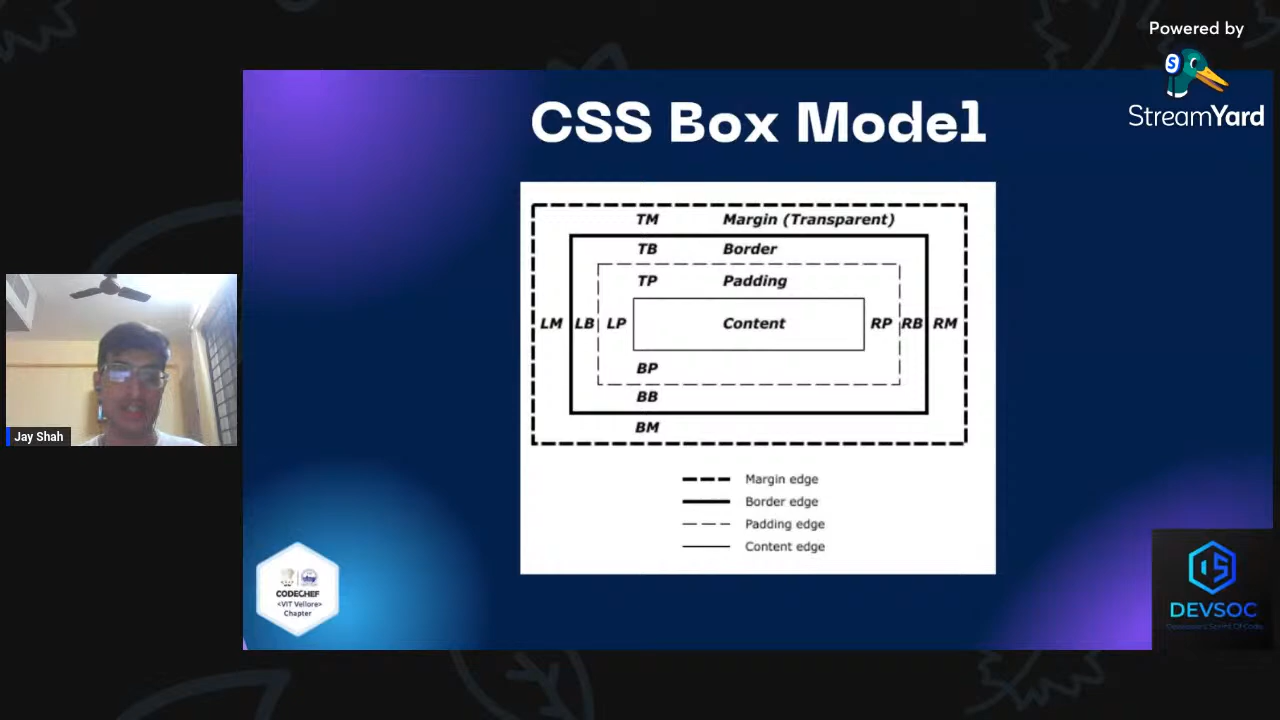 Powered by
StreamYard
CSS Box Model
TM Margin (Transparent)
TB Border
TP Padding
LM LB LP Content RP RB RM
BP
BB
BM
Margin edge
Border edge
Padding edge
Content edge
Jay Shah
CODECHEF
<VIT Vellore>
Chapter
DEVSOC